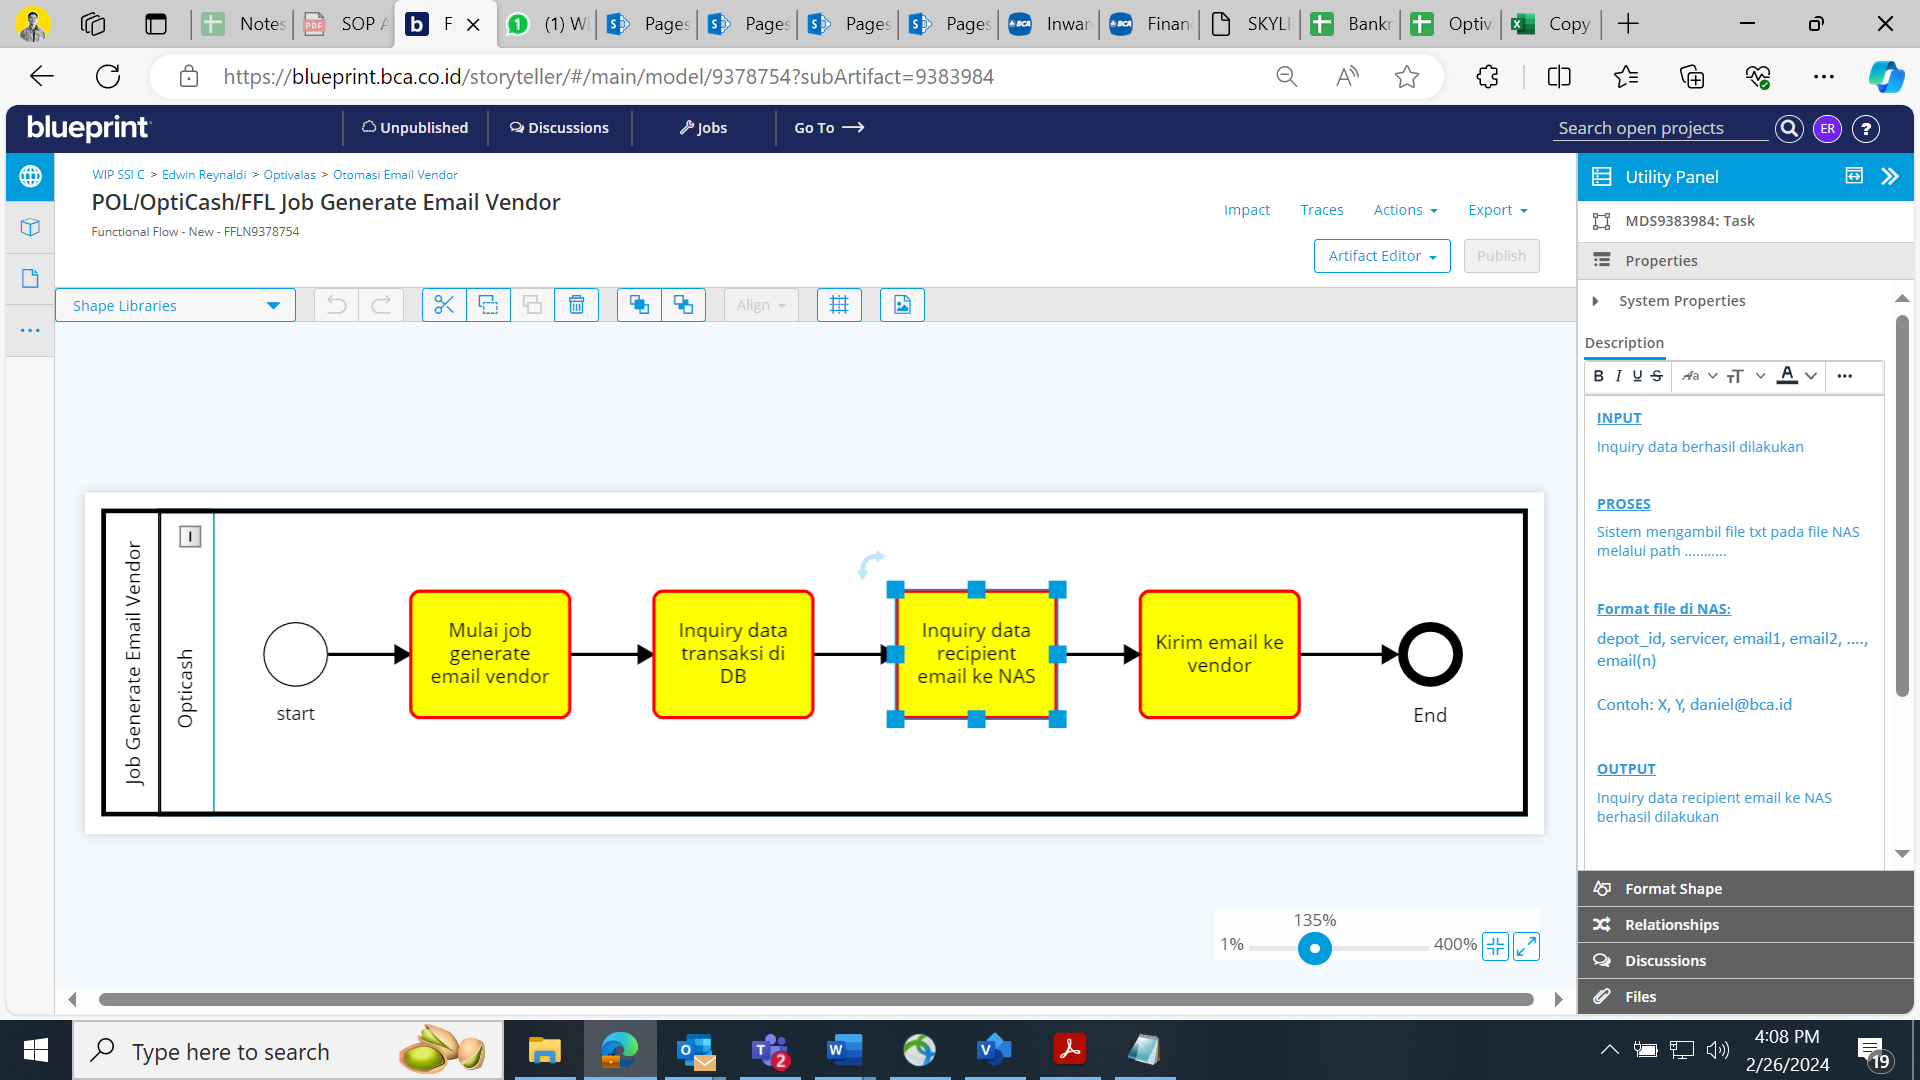 Notes
SOP A
F
(1) W
Pages
Pages
Pages
Pages
Inwar
Finan
SKYLI
Bankr
Optiv
Copy
https://blueprint.bca.co.id/storyteller/#/main/model/9378754?subArtifact=9383984
blueprint
Unpublished
Discussions
Jobs
Go To
Search open projects
ER
?
WIP SSI C > Edwin Reynaldi > Optivalas > Otomasi Email Vendor
POL/OptiCash/FFL Job Generate Email Vendor
Functional Flow - New - FFLN9378754
Impact
Traces
Actions
Export
Artifact Editor
Publish
Shape Libraries
Align
Job Generate Email Vendor
Opticash
I
start
Mulai job
generate
email vendor
Inquiry data
transaksi di
DB
Inquiry data
recipient
email ke NAS
Kirim email ke
vendor
End
135%
1%
400%
Utility Panel
MDS9383984: Task
Properties
System Properties
Description
B I U S Aa TT A ...
INPUT
Inquiry data berhasil dilakukan
PROSES
Sistem mengambil file txt pada file NAS
melalui path ...........
Format file di NAS:
depot_id, servicer, email1, email2, ....,
email(n)
Contoh: X, Y, daniel@bca.id
OUTPUT
Inquiry data recipient email ke NAS
berhasil dilakukan
Format Shape
Relationships
Discussions
Files
Type here to search
2
4:08 PM
2/26/2024
19